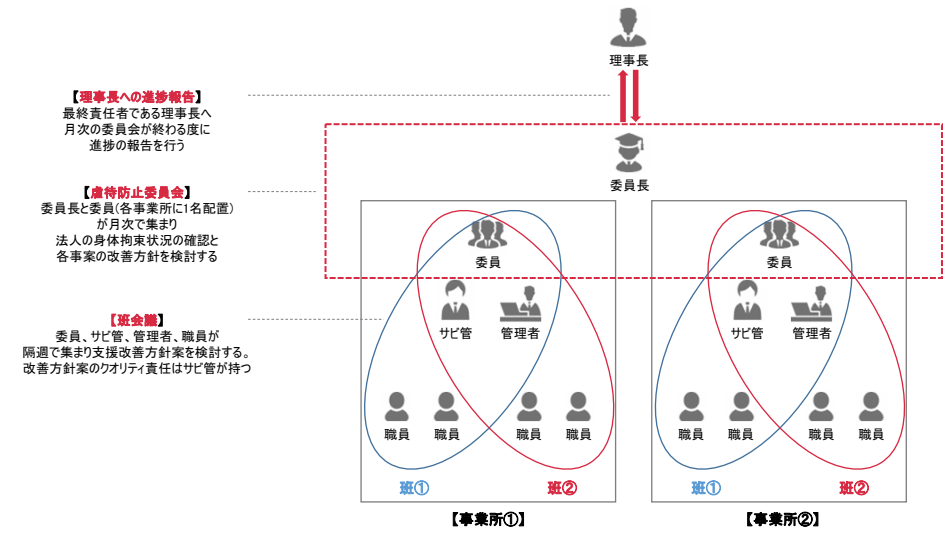 理事長
【理事長への進捗報告】
最終責任者である理事長へ
月次の委員会が終わる度に
進捗の報告を行う
委員長
【虐待防止委員会】
委員長と委員(各事業所に1名配置)
が月次で集まり
法人の身体拘束状況の確認と
各事案の改善方針を検討する
委員
委員
サビ管
管理者
サビ管
管理者
【班会議】
委員、サビ管、管理者、職員が
隔週で集まり支援改善方針案を検討する。
改善方針案のクオリティ責任はサビ管が持つ
職員
職員
職員
職員
職員
職員
職員
職員
班①
班②
班①
班②
【事業所①】
【事業所②】